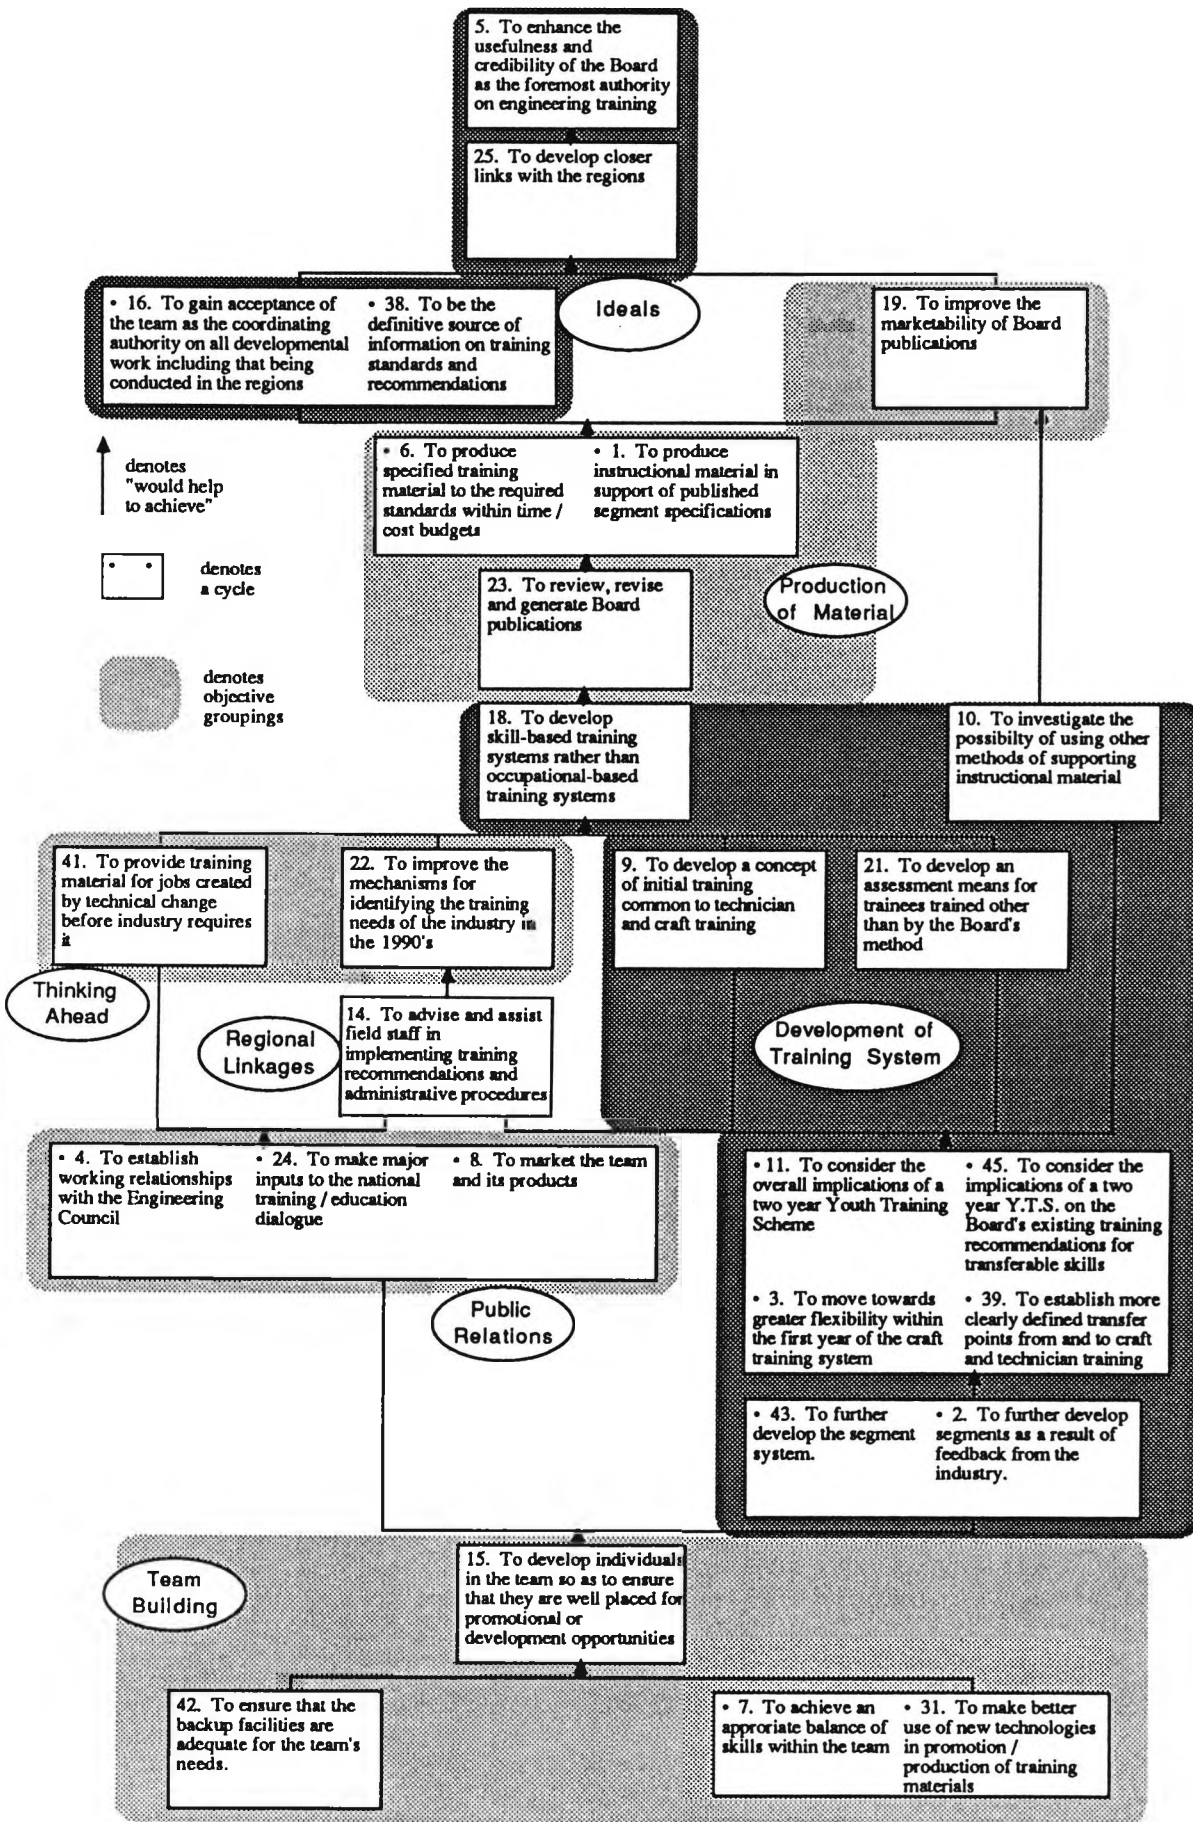 5. To enhance the
usefulness and
credibility of the Board
as the foremost authority
on engineering training
25. To develop closer
links with the regions
Ideals
• 16. To gain acceptance of
the team as the coordinating
authority on all developmental
work including that being
conducted in the regions
• 38. To be the
definitive source of
information on training
standards and
recommendations
19. To improve the
marketability of Board
publications
denotes
"would help
to achieve"
• 6. To produce
specified training
material to the required
standards within time /
cost budgets
• 1. To produce
instructional material in
support of published
segment specifications
denotes
a cycle
23. To review, revise
and generate Board
publications
Production
of Material
denotes
objective
groupings
18. To develop
skill-based training
systems rather than
occupational-based
training systems
10. To investigate the
possibilty of using other
methods of supporting
instructional material
41. To provide training
material for jobs created
by technical change
before industry requires
it
22. To improve the
mechanisms for
identifying the training
needs of the industry in
the 1990's
9. To develop a concept
of initial training
common to technician
and craft training
21. To develop an
assessment means for
trainees trained other
than by the Board's
method
Thinking
Ahead
Regional
Linkages
14. To advise and assist
field staff in
implementing training
recommendations and
administrative procedures
Development of
Training System
• 4. To establish
working relationships
with the Engineering
Council
• 24. To make major
inputs to the national
training / education
dialogue
• 8. To market the team
and its products
• 11. To consider the
overall implications of a
two year Youth Training
Scheme
• 45. To consider the
implications of a two
year Y.T.S. on the
Board's existing training
recommendations for
transferable skills
Public
Relations
• 3. To move towards
greater flexibility within
the first year of the craft
training system
• 39. To establish more
clearly defined transfer
points from and to craft
and technician training
• 43. To further
develop the segment
system.
• 2. To further develop
segments as a result of
feedback from the
industry.
Team
Building
15. To develop individuals
in the team so as to ensure
that they are well placed for
promotional or
development opportunities
42. To ensure that the
backup facilities are
adequate for the team's
needs.
• 7. To achieve an
approriate balance of
skills within the team
• 31. To make better
use of new technologies
in promotion /
production of training
materials